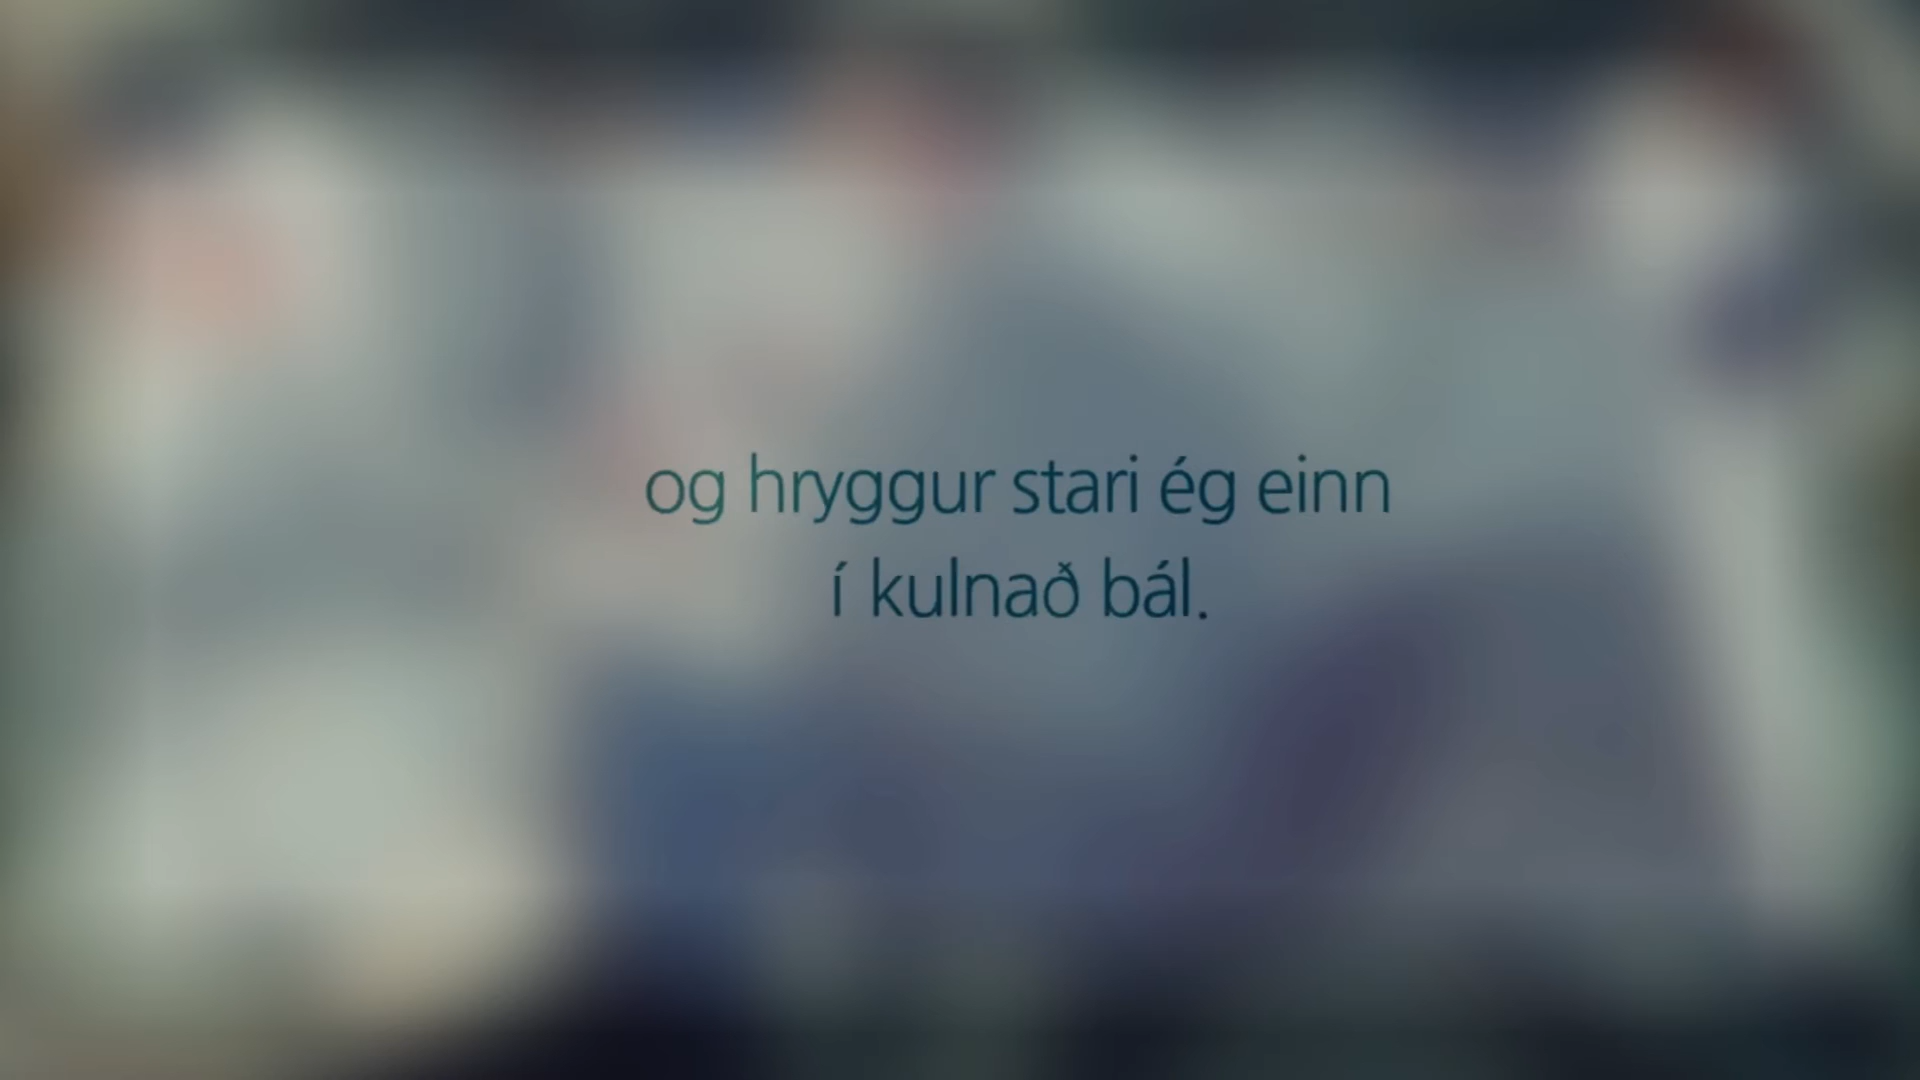 og hryggur stari ég einn
í kulnað bál.